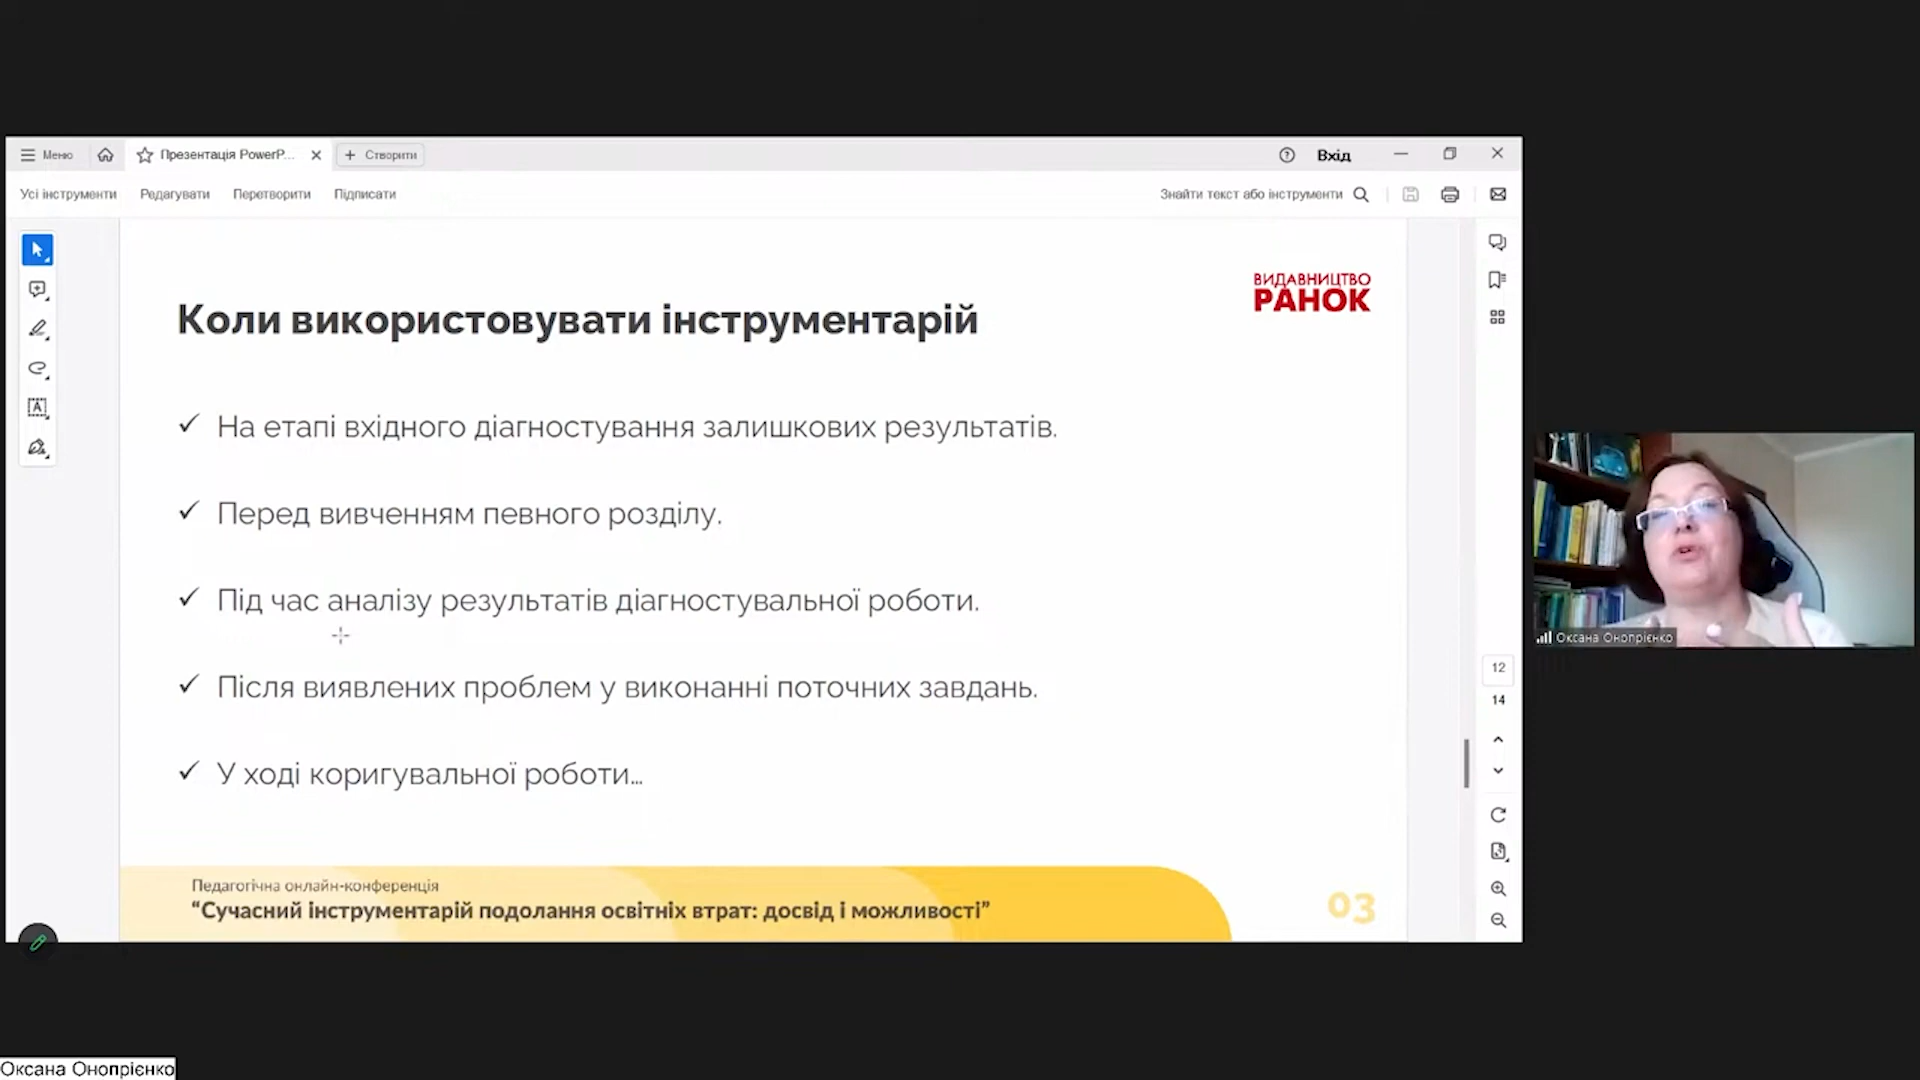 Меню
Презентація PowerP...
Створити
Вхід
Усі інструменти
Редагувати
Перетворити
Підписати
Знайти текст або інструменти
ВИДАВНИЦТВО
РАНОК
Коли використовувати інструментарій
На етапі вхідного діагностування залишкових результатів.
Перед вивченням певного розділу.
Під час аналізу результатів діагностувальної роботи.
Після виявлених проблем у виконанні поточних завдань.
У ході коригувальної роботи...
Педагогічна онлайн-конференція
“Сучасний інструментарій подолання освітніх втрат: досвід і можливості”
03
12
14
Оксана Онопрієнко
Оксана Онопрієнко